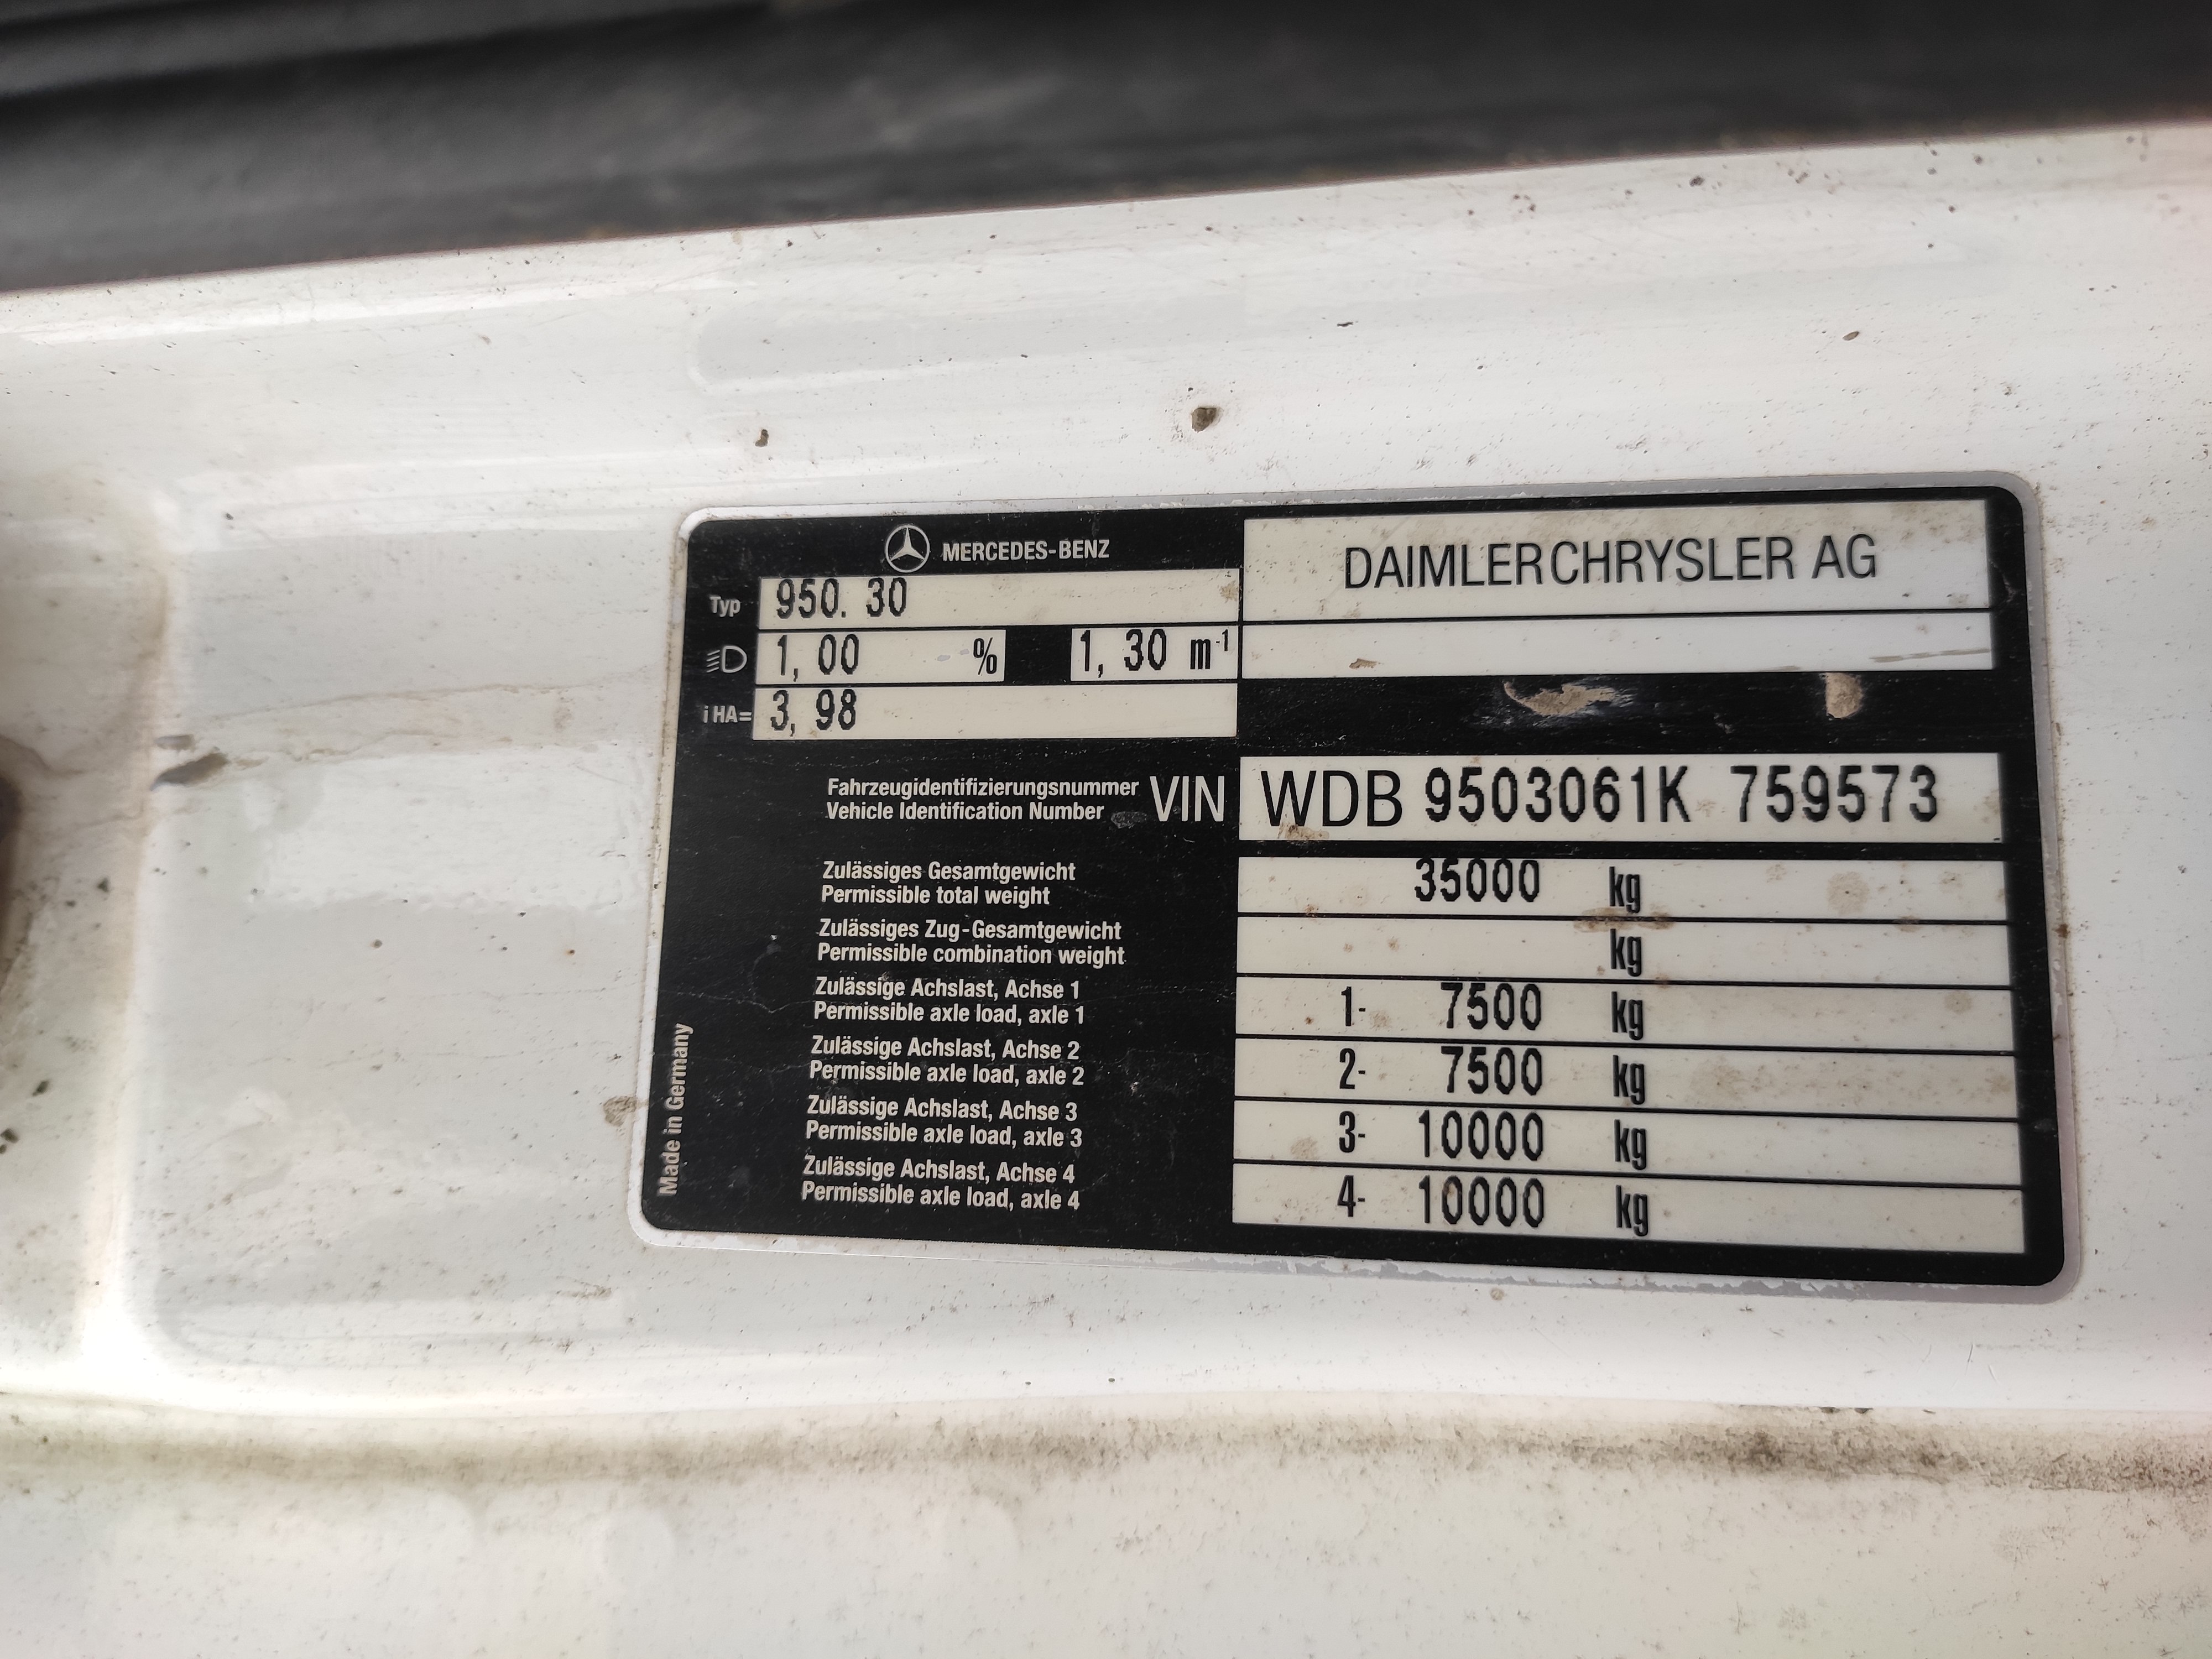 MERCEDES-BENZ
DAIMLERCHRYSLER AG
Typ 950. 30
1, 00 % 1, 30 m-1
i HA= 3, 98
Fahrzeugidentifizierungsnummer
Vehicle Identification Number
VIN WDB 9503061K 759573
Zulässiges Gesamtgewicht
Permissible total weight
35000 kg
Zulässiges Zug-Gesamtgewicht
Permissible combination weight
kg
Zulässige Achslast, Achse 1
Permissible axle load, axle 1
1- 7500 kg
Zulässige Achslast, Achse 2
Permissible axle load, axle 2
2- 7500 kg
Zulässige Achslast, Achse 3
Permissible axle load, axle 3
3- 10000 kg
Zulässige Achslast, Achse 4
Permissible axle load, axle 4
4- 10000 kg
Made in Germany